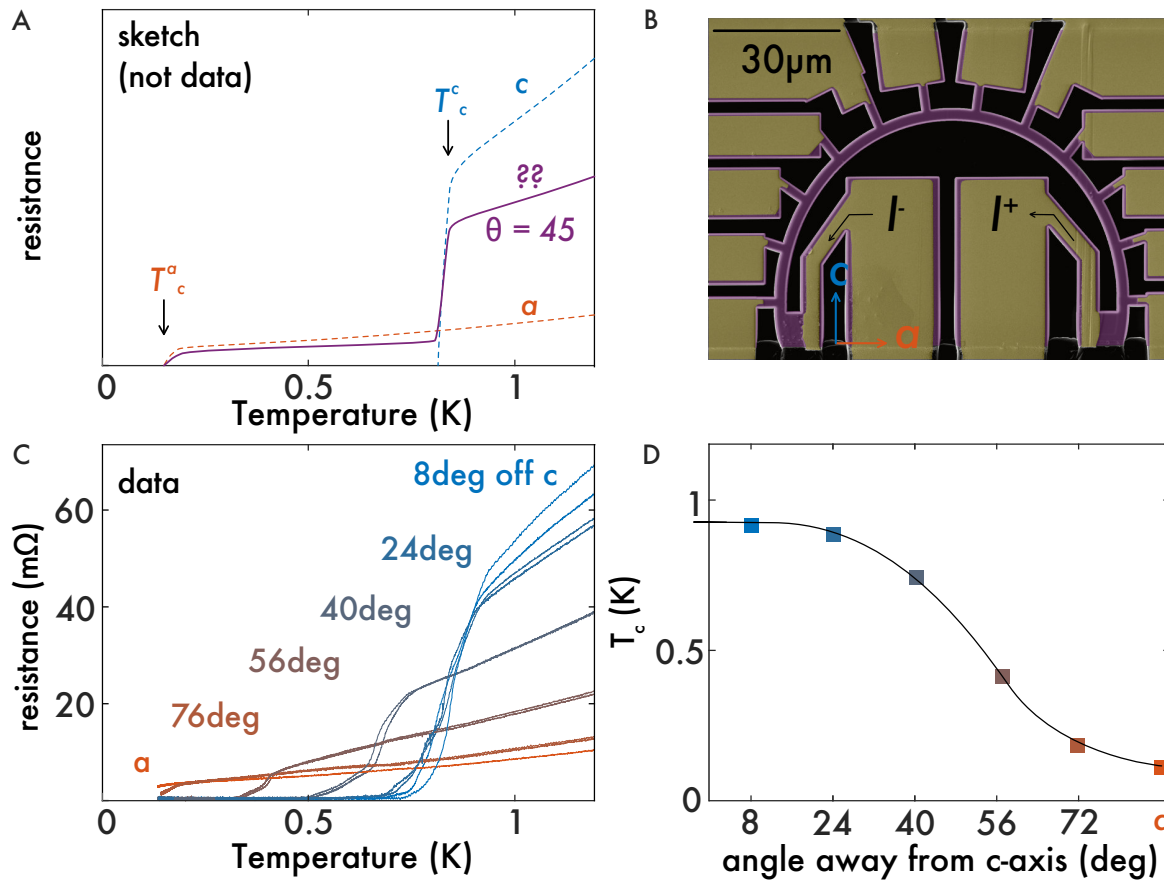 A
sketch
(not data)
resistance
T_c^c
c
??
θ = 45
T_c^a
a
0
0.5
1
Temperature (K)
B
30μm
I-
I+
c
a
C
data
8deg off c
24deg
40deg
56deg
76deg
a
resistance (mΩ)
60
40
20
0
0.5
1
Temperature (K)
D
T_c (K)
1
0.5
0
8
24
40
56
72
a
angle away from c-axis (deg)